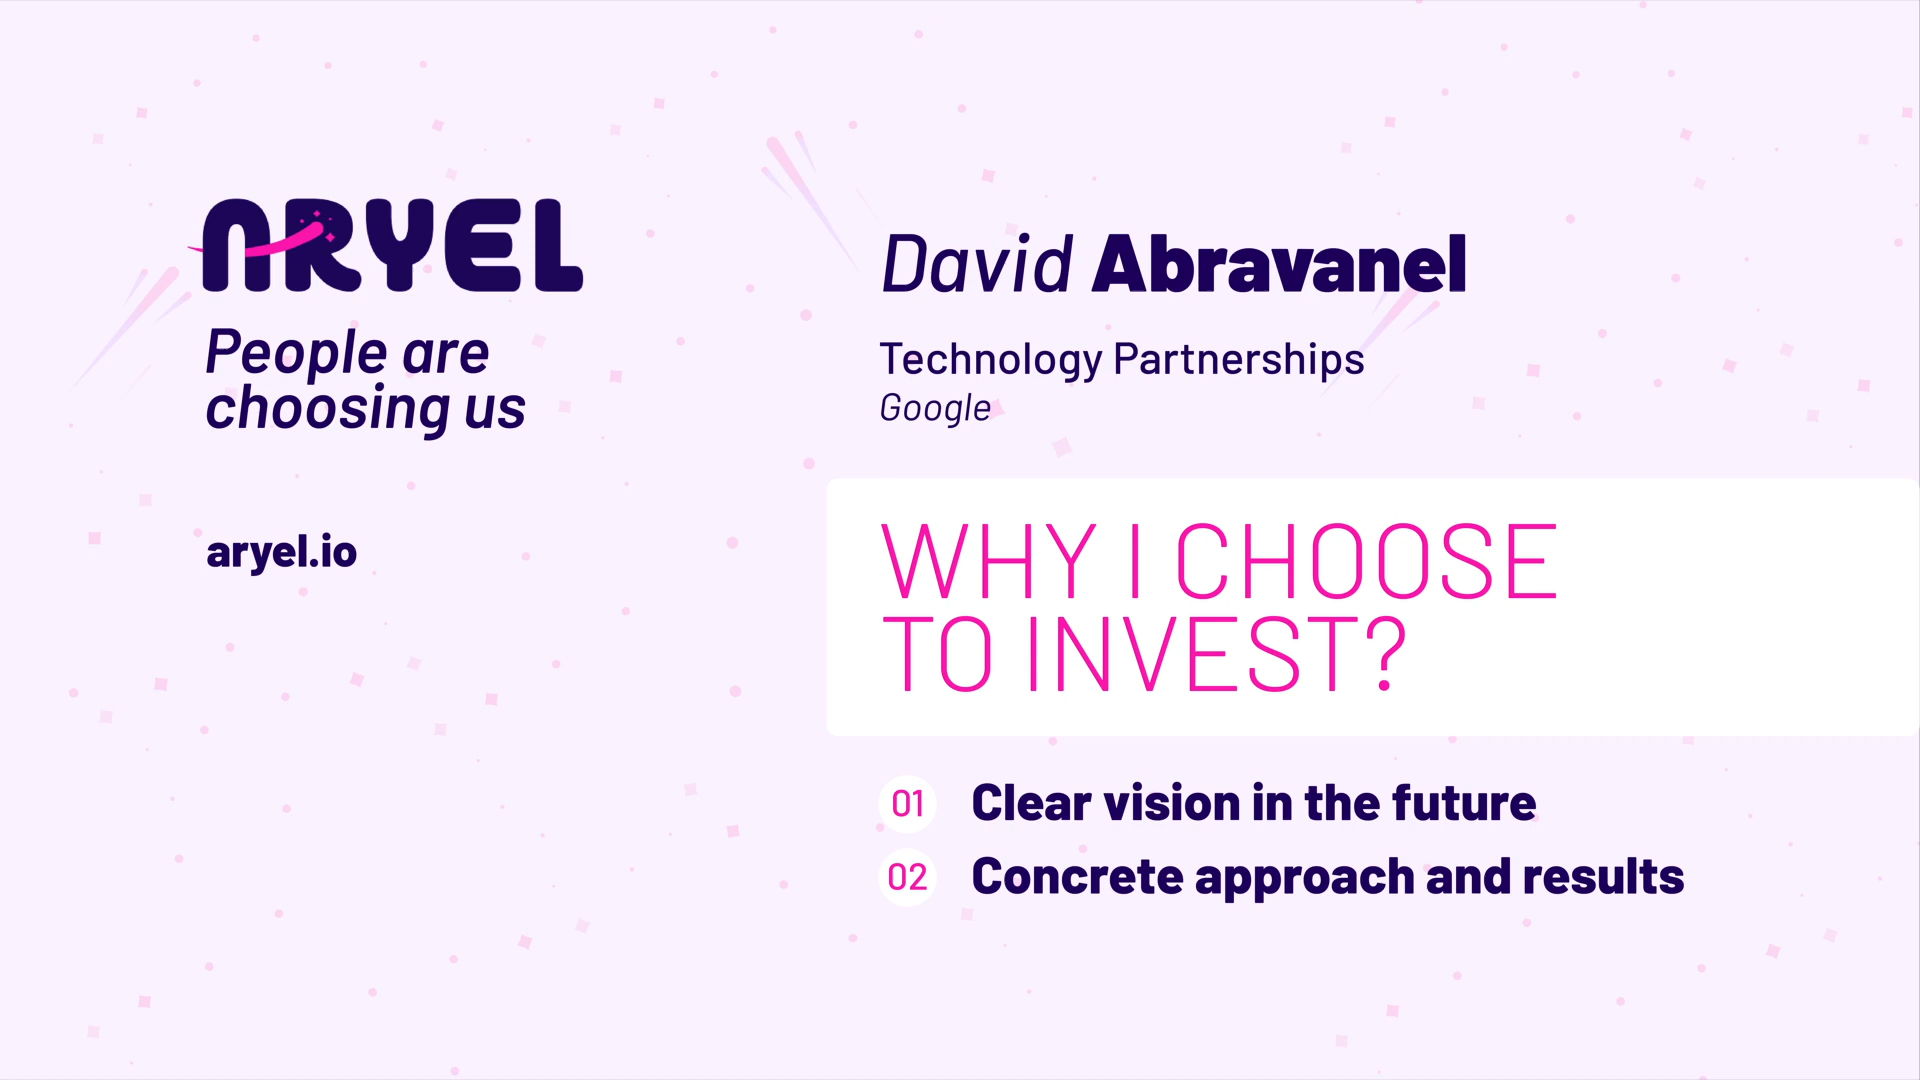 ARYEL
People are
choosing us
aryel.io
David Abravanel
Technology Partnerships
Google
WHY I CHOOSE
TO INVEST?
01 Clear vision in the future
02 Concrete approach and results